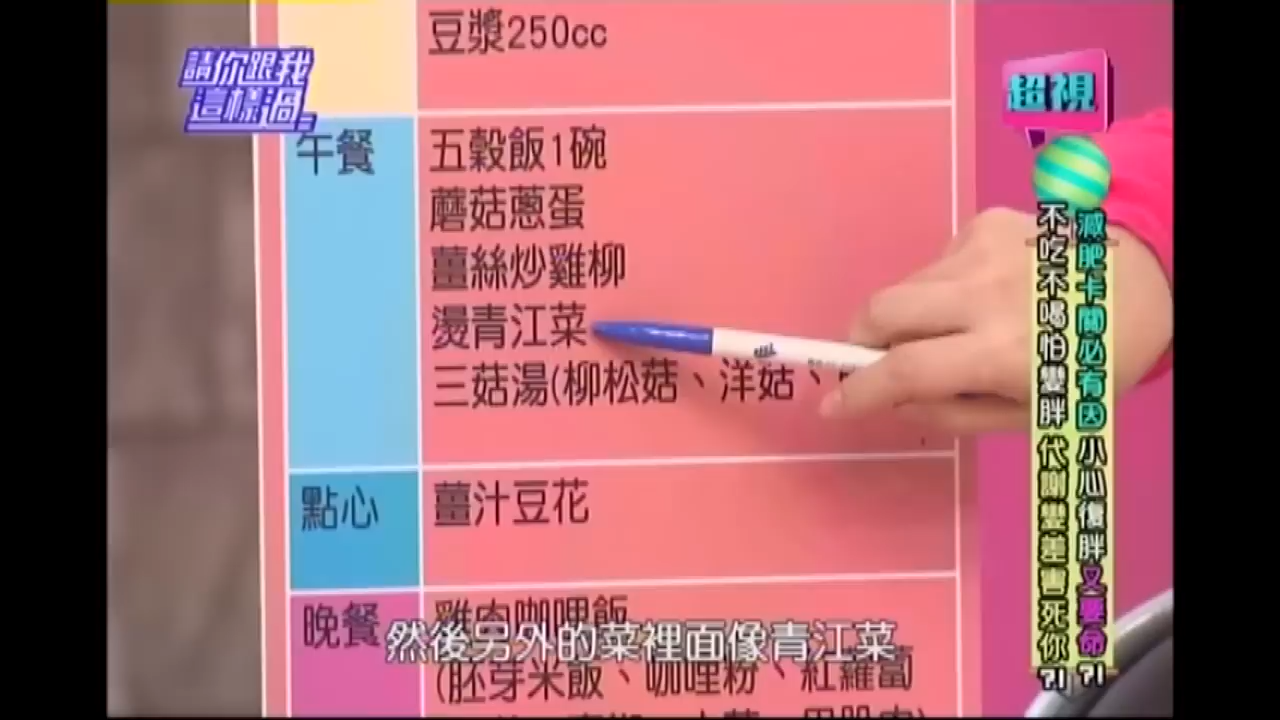 請你跟我
這樣過
超視
豆漿250cc
午餐
五穀飯1碗
蘑菇蔥蛋
薑絲炒雞柳
燙青江菜
三菇湯(柳松菇、洋菇、
點心
薑汁豆花
晚餐
雞肉咖哩飯
(胚芽米飯、咖哩粉、紅蘿蔔
然後另外的菜裡面像青江菜
減肥卡關必有因 小心復胖又要命?!
不吃不喝怕變胖 代謝變差害死你?!